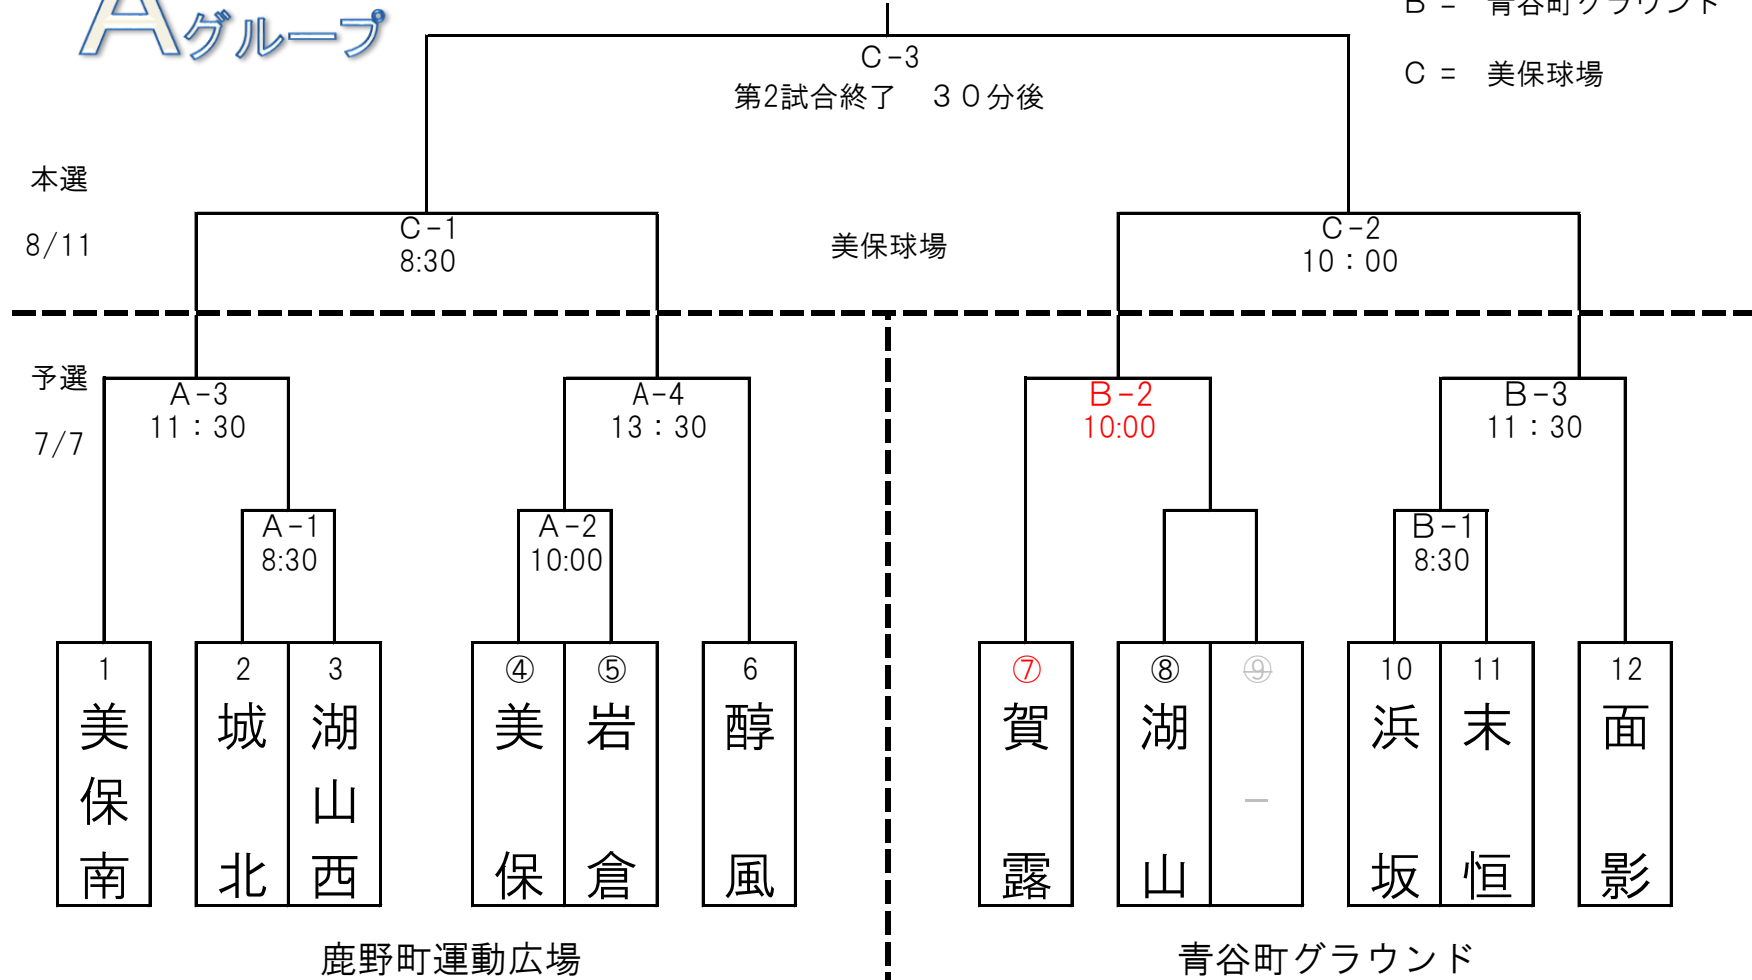 Aグループ
B = 青谷町グラウンド
C-3
第2試合終了 30分後
C = 美保球場
本選
8/11
C-1
8:30
美保球場
C-2
10:00
予選
7/7
A-3
11:30
A-4
13:30
B-2
10:00
B-3
11:30
A-1
8:30
A-2
10:00
B-1
8:30
1
美保南
2
城北
3
湖山西
④
美保
⑤
岩倉
6
醇風
⑦
賀露
⑧
湖山
⑨
ー
10
浜坂
11
末恒
12
面影
鹿野町運動広場
青谷町グラウンド